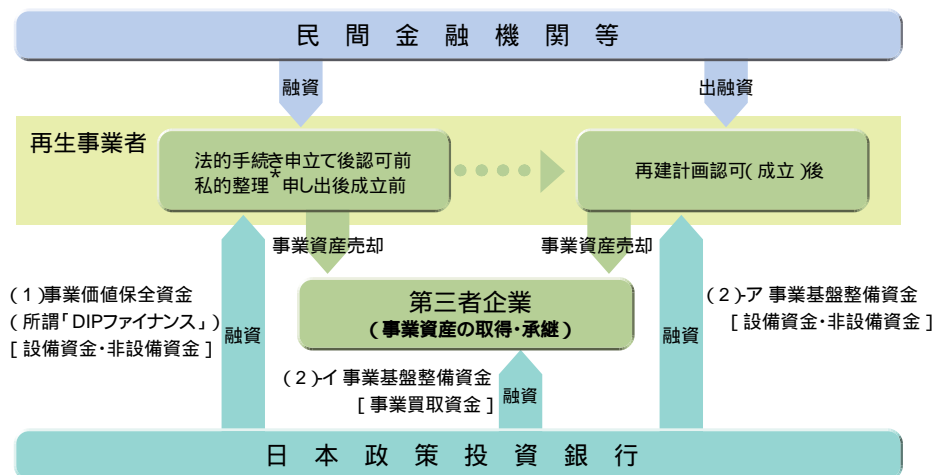 民間金融機関等
融資
出融資
再生事業者
法的手続き申立て後認可前
私的整理*申し出後成立前
再建計画認可(成立)後
事業資産売却
事業資産売却
(1)事業価値保全資金
(所謂「DIPファイナンス」)
[設備資金・非設備資金]
融資
第三者企業
(事業資産の取得・承継)
融資
(2)-ア 事業基盤整備資金
[設備資金・非設備資金]
(2)-イ 事業基盤整備資金
[事業買取資金]
融資
日本政策投資銀行